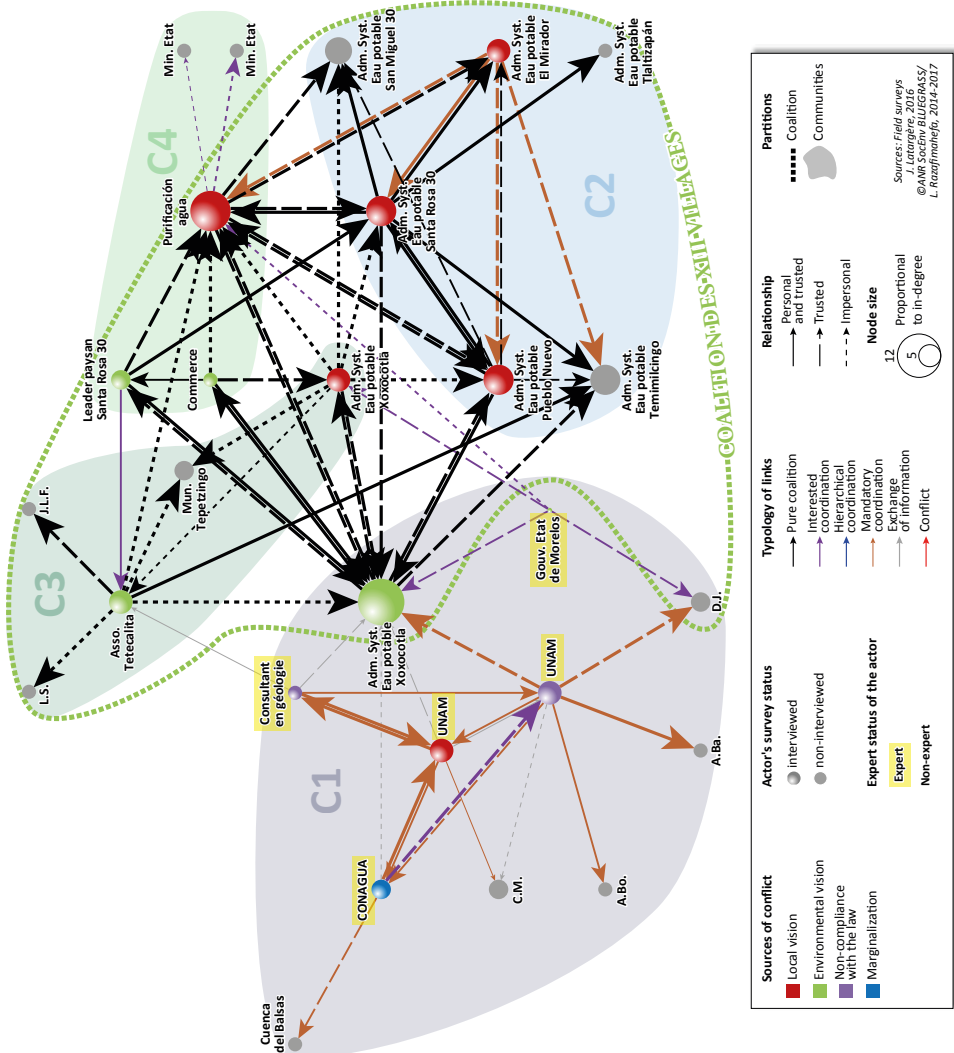 C4
Min. Etat
Min. Etat
Purificación
agua
Leader paysan
Santa Rosa 30
Commerce
C2
Adm. Syst.
Eau potable
San Miguel 30
Adm. Syst.
Eau potable
El Mirador
Adm. Syst.
Eau potable
Tlaltizapán
Adm. Syst.
Eau potable
Santa Rosa 30
Adm. Syst.
Eau potable
Xoxocotla
Adm. Syst.
Eau potable
Pueblo Nuevo
Adm. Syst.
Eau potable
Temimilcingo
COALITION DES XIII VILLAGES
C3
J.L.F.
Mun.
Tepetzingo
L.S.
Asso.
Tetecalita
C1
Adm. Syst.
Eau potable
Xoxocotla
Gouv. Etat
de Morelos
D.J.
Consultant
en géologie
UNAM
UNAM
CONAGUA
C.M.
A.Ba.
A.Bo.
Cuenca
del Balsas
Sources of conflict
Local vision
Environmental vision
Non-compliance
with the law
Marginalization
Actor's survey status
interviewed
non-interviewed
Expert status of the actor
Expert
Non-expert
Typology of links
Pure coalition
Interested
coordination
Hierarchical
coordination
Mandatory
coordination
Exchange
of information
Conflict
Relationship
Personal
and trusted
Trusted
Impersonal
Node size
12
5
Proportional
to in-degree
Partitions
Coalition
Communities
Sources: Field surveys
J. Latargère, 2016
©ANR SocEnv BLUEGRASS/
L. Razafimahefa, 2014-2017